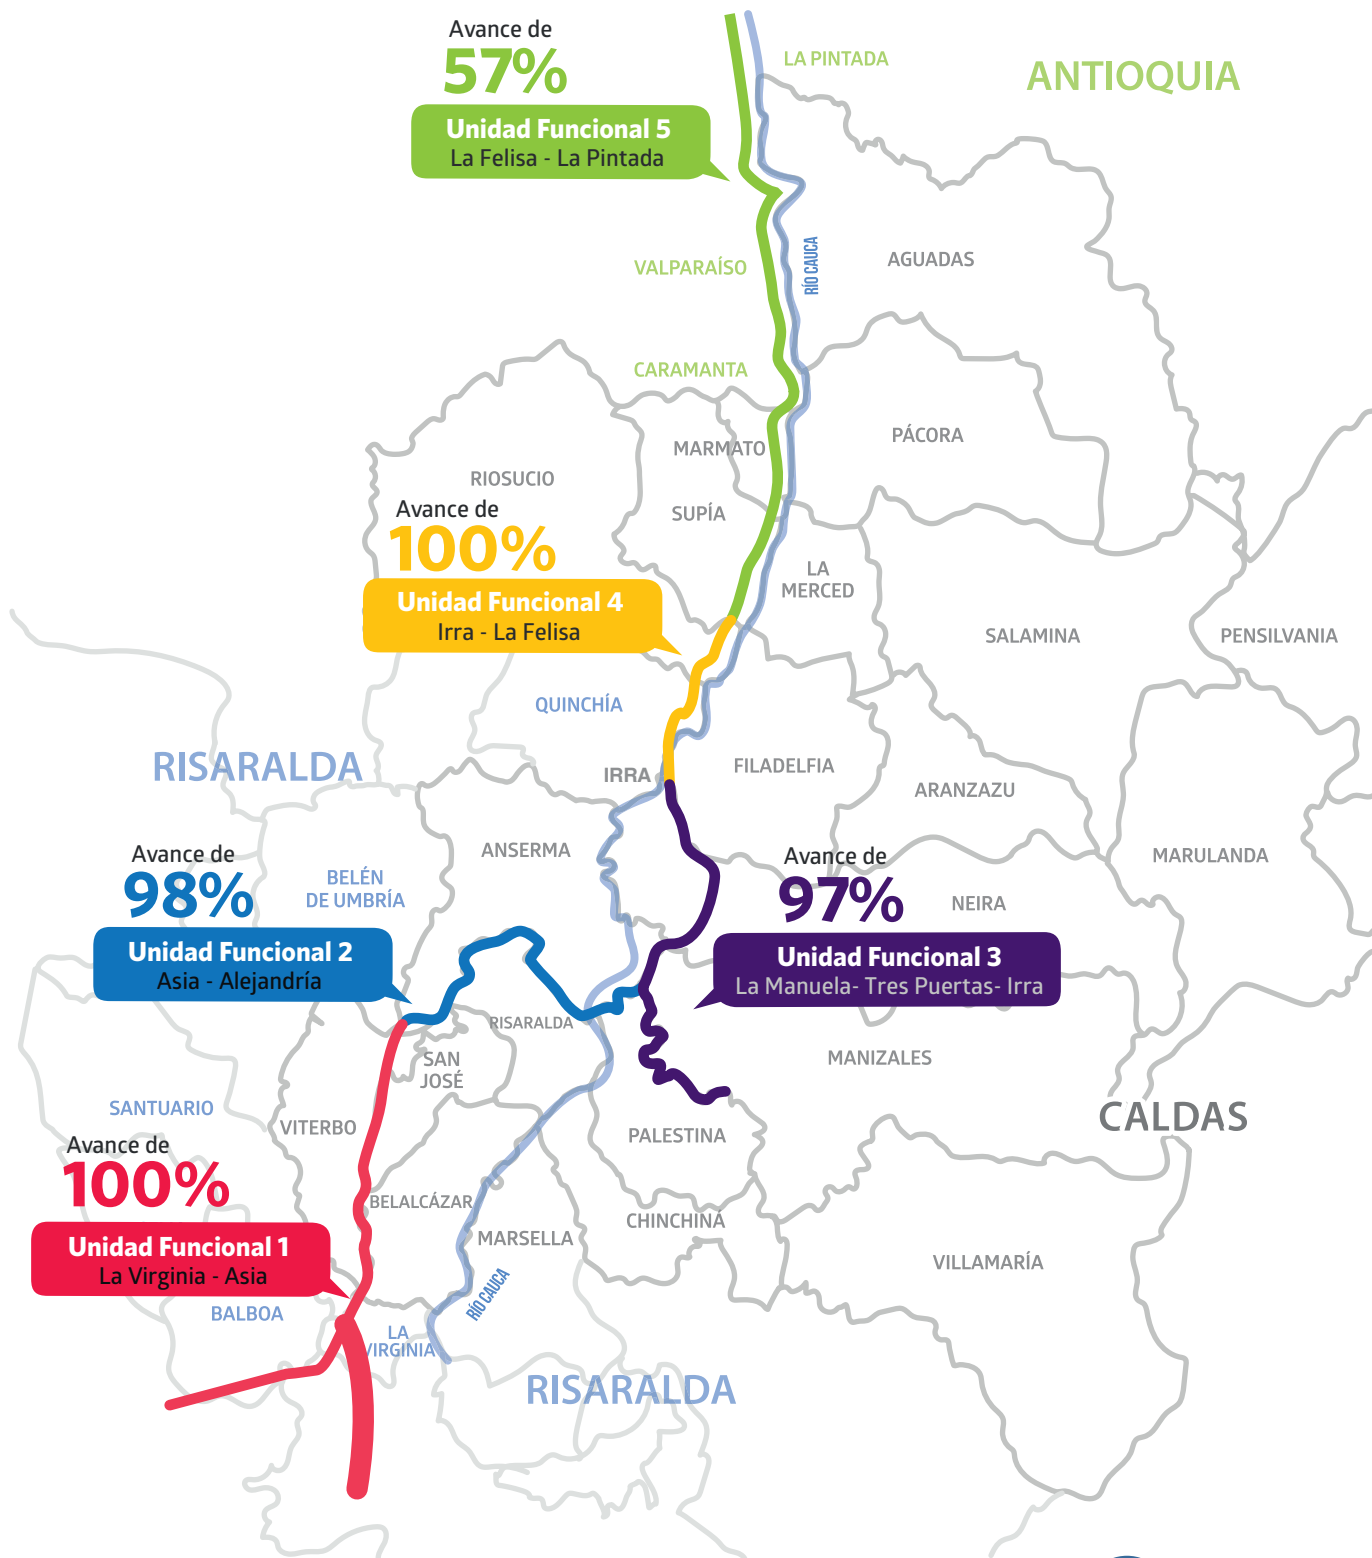 Avance de
57%
Unidad Funcional 5
La Felisa - La Pintada
LA PINTADA
ANTIOQUIA
VALPARAÍSO
RÍO CAUCA
AGUADAS
CARAMANTA
MARMATO
PÁCORA
RIOSUCIO
SUPÍA
Avance de
100%
Unidad Funcional 4
Irra - La Felisa
LA
MERCED
SALAMINA
PENSILVANIA
QUINCHÍA
RISARALDA
IRRA
FILADELFIA
ARANZAZU
ANSERMA
MARULANDA
Avance de
98%
Unidad Funcional 2
Asia - Alejandría
BELÉN
DE UMBRÍA
Avance de
97%
Unidad Funcional 3
La Manuela- Tres Puertas- Irra
NEIRA
RISARALDA
SAN
JOSÉ
MANIZALES
SANTUARIO
VITERBO
PALESTINA
CALDAS
Avance de
100%
Unidad Funcional 1
La Virginia - Asia
BELALCÁZAR
MARSELLA
CHINCHINÁ
VILLAMARÍA
RÍO CAUCA
BALBOA
LA
VIRGINIA
RISARALDA